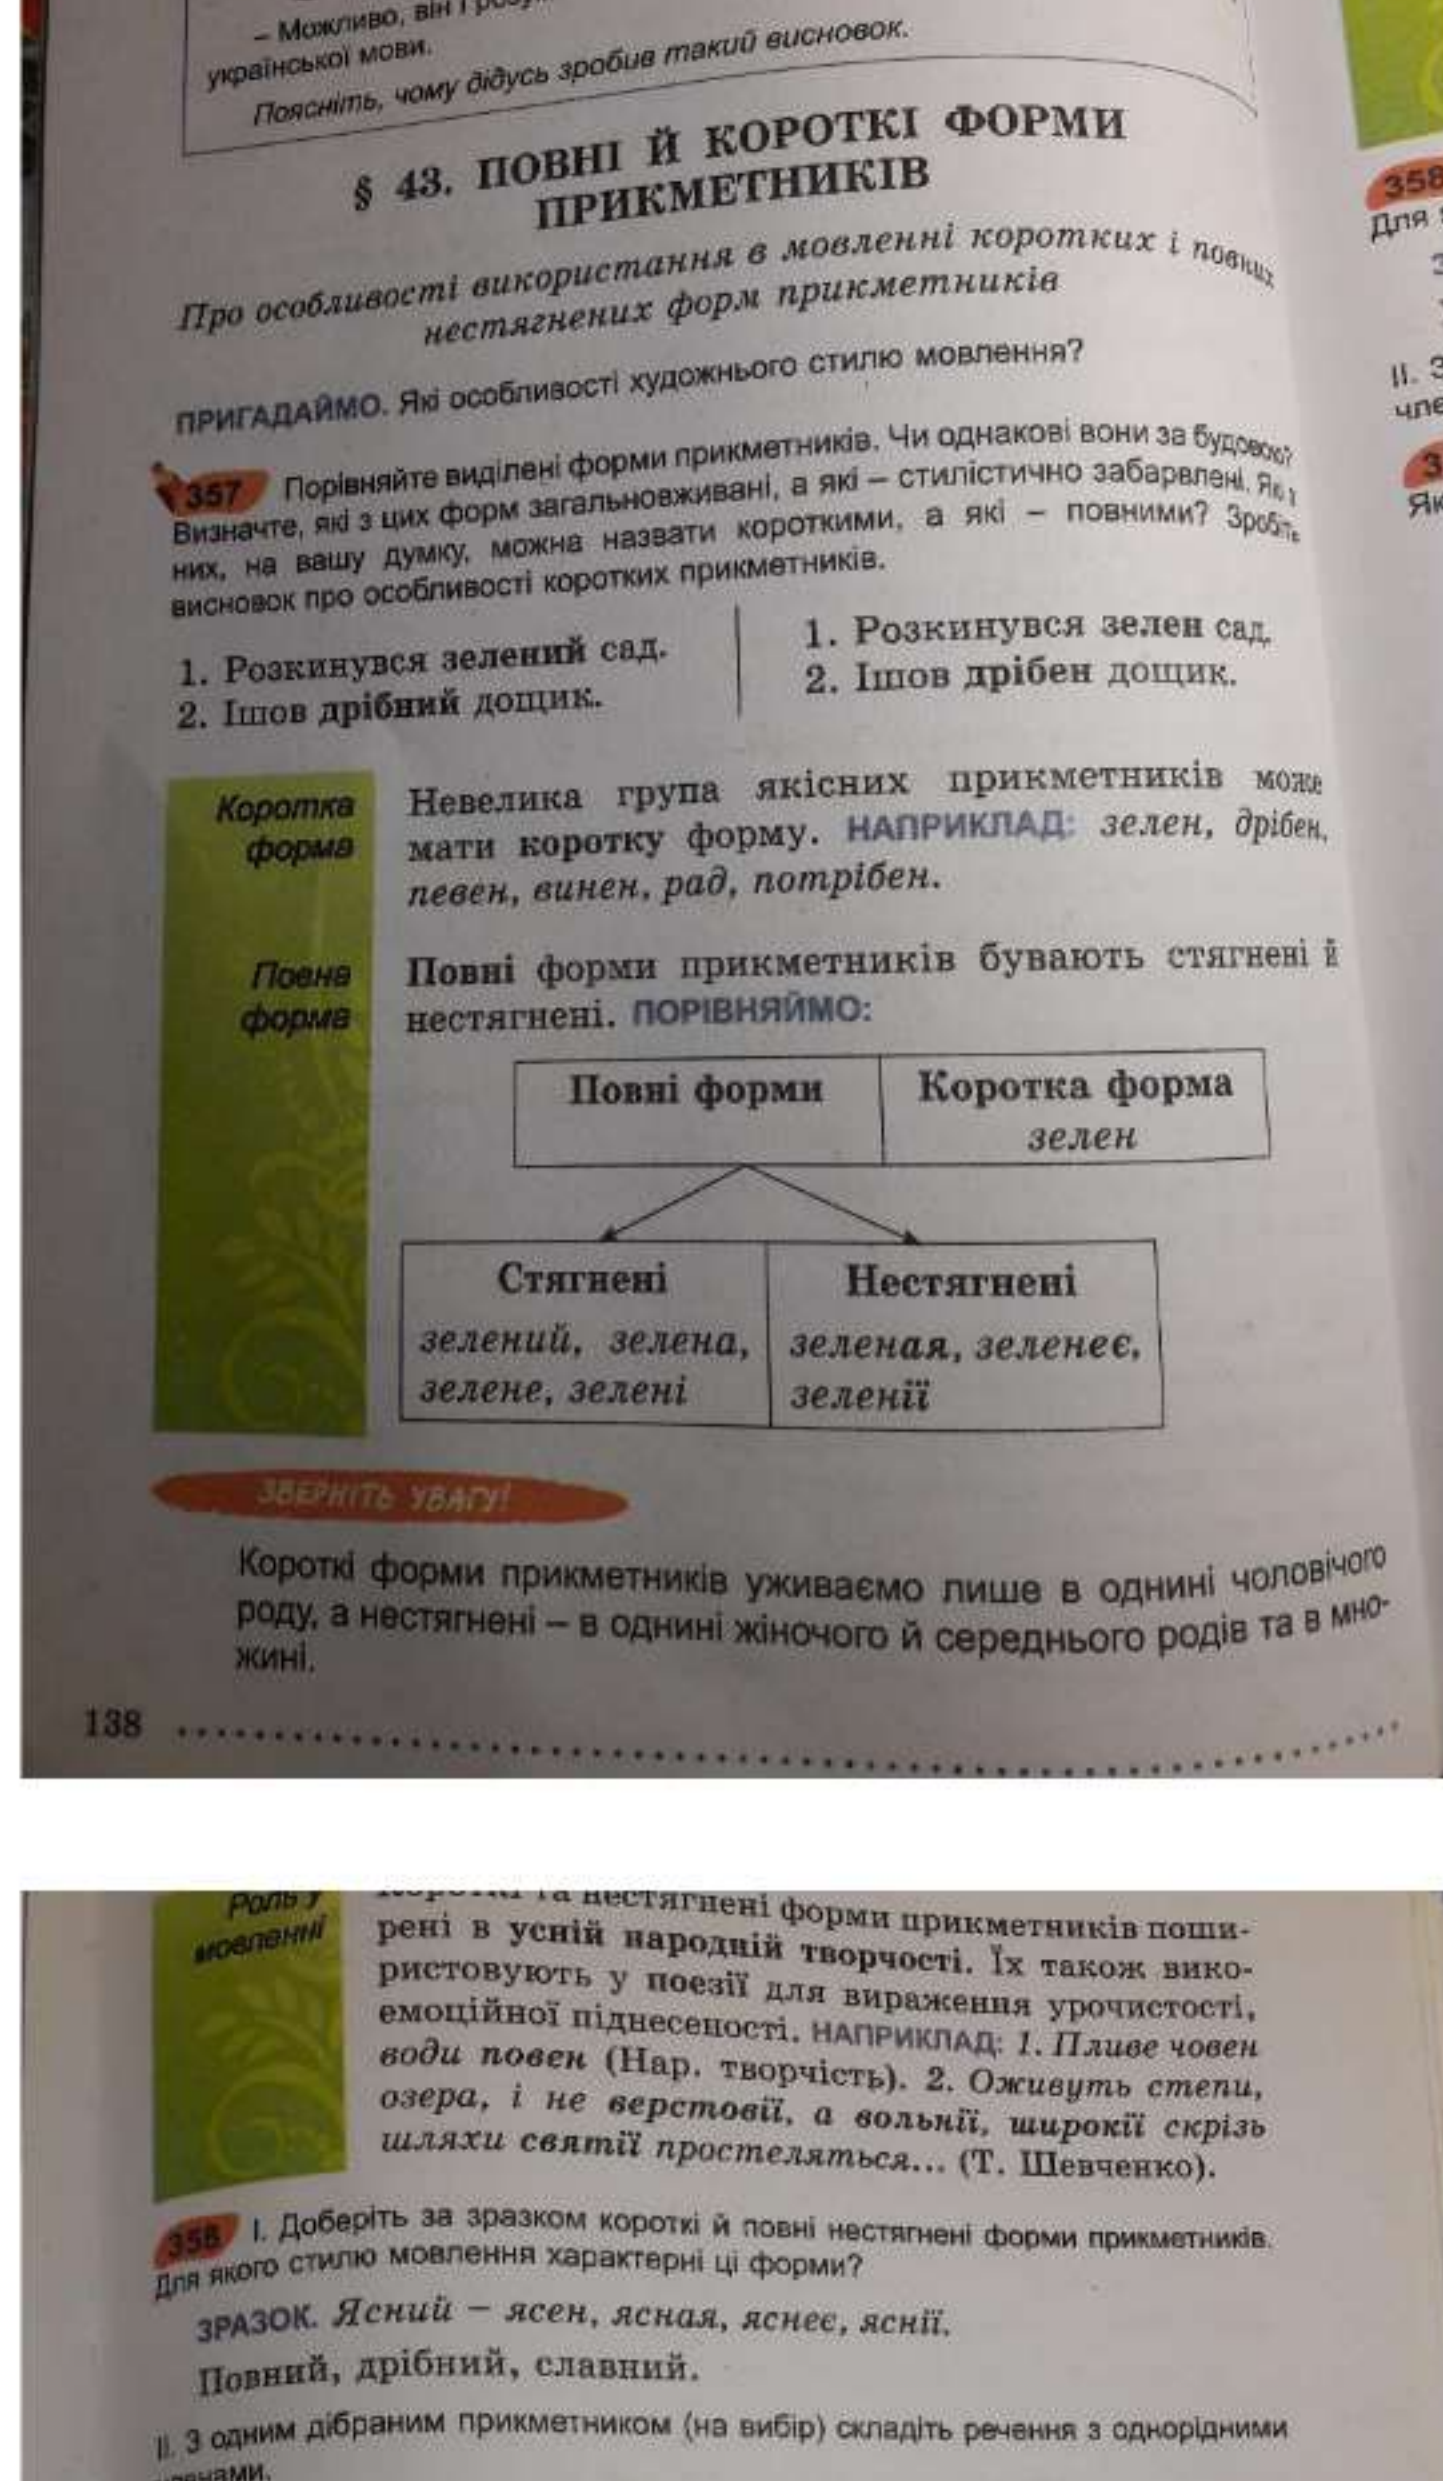 – Можливо, він і
української мови.
Поясніть, чому дідусь зробив такий висновок.
§ 43. ПОВНІ Й КОРОТКІ ФОРМИ
ПРИКМЕТНИКІВ
Про особливості використання в мовленні коротких і повних
нестягнених форм прикметників
ПРИГАДАЙМО. Які особливості художнього стилю мовлення?
357 Порівняйте виділені форми прикметників. Чи однакові вони за будовою?
Визначте, які з цих форм загальновживані, а які – стилістично забарвлені. Які з
них, на вашу думку, можна назвати короткими, а які – повними? Зробіть
висновок про особливості коротких прикметників.
1. Розкинувся зелений сад.
2. Ішов дрібний дощик.
1. Розкинувся зелен сад.
2. Ішов дрібен дощик.
Коротка
форма
Невелика група якісних прикметників може
мати коротку форму. НАПРИКЛАД: зелен, дрібен,
певен, винен, рад, потрібен.
Повна
форма
Повні форми прикметників бувають стягнені й
нестягнені. ПОРІВНЯЙМО:
Повні форми
Коротка форма
зелен
Стягнені
зелений, зелена,
зелене, зелені
Нестягнені
зеленая, зеленеє,
зеленії
ЗВЕРНІТЬ УВАГУ!
Короткі форми прикметників уживаємо лише в однині чоловічого
роду, а нестягнені – в однині жіночого й середнього родів та в мно-
жині.
138
358
Для
ІІ. З
чле
3
Як
Роль у
мовленні
Короткі та нестягнені форми прикметників поши-
рені в усній народній творчості. Їх також вико-
ристовують у поезії для вираження урочистості,
емоційної піднесеності. НАПРИКЛАД: 1. Пливе човен
води повен (Нар. творчість). 2. Оживуть степи,
озера, і не верстовії, а вольнії, широкії скрізь
шляхи святії простеляться... (Т. Шевченко).
358 І. Доберіть за зразком короткі й повні нестягнені форми прикметників.
Для якого стилю мовлення характерні ці форми?
ЗРАЗОК. Ясний – ясен, ясная, яснеє, яснії.
Повний, дрібний, славний.
ІІ. З одним дібраним прикметником (на вибір) складіть речення з однорідними
членами.